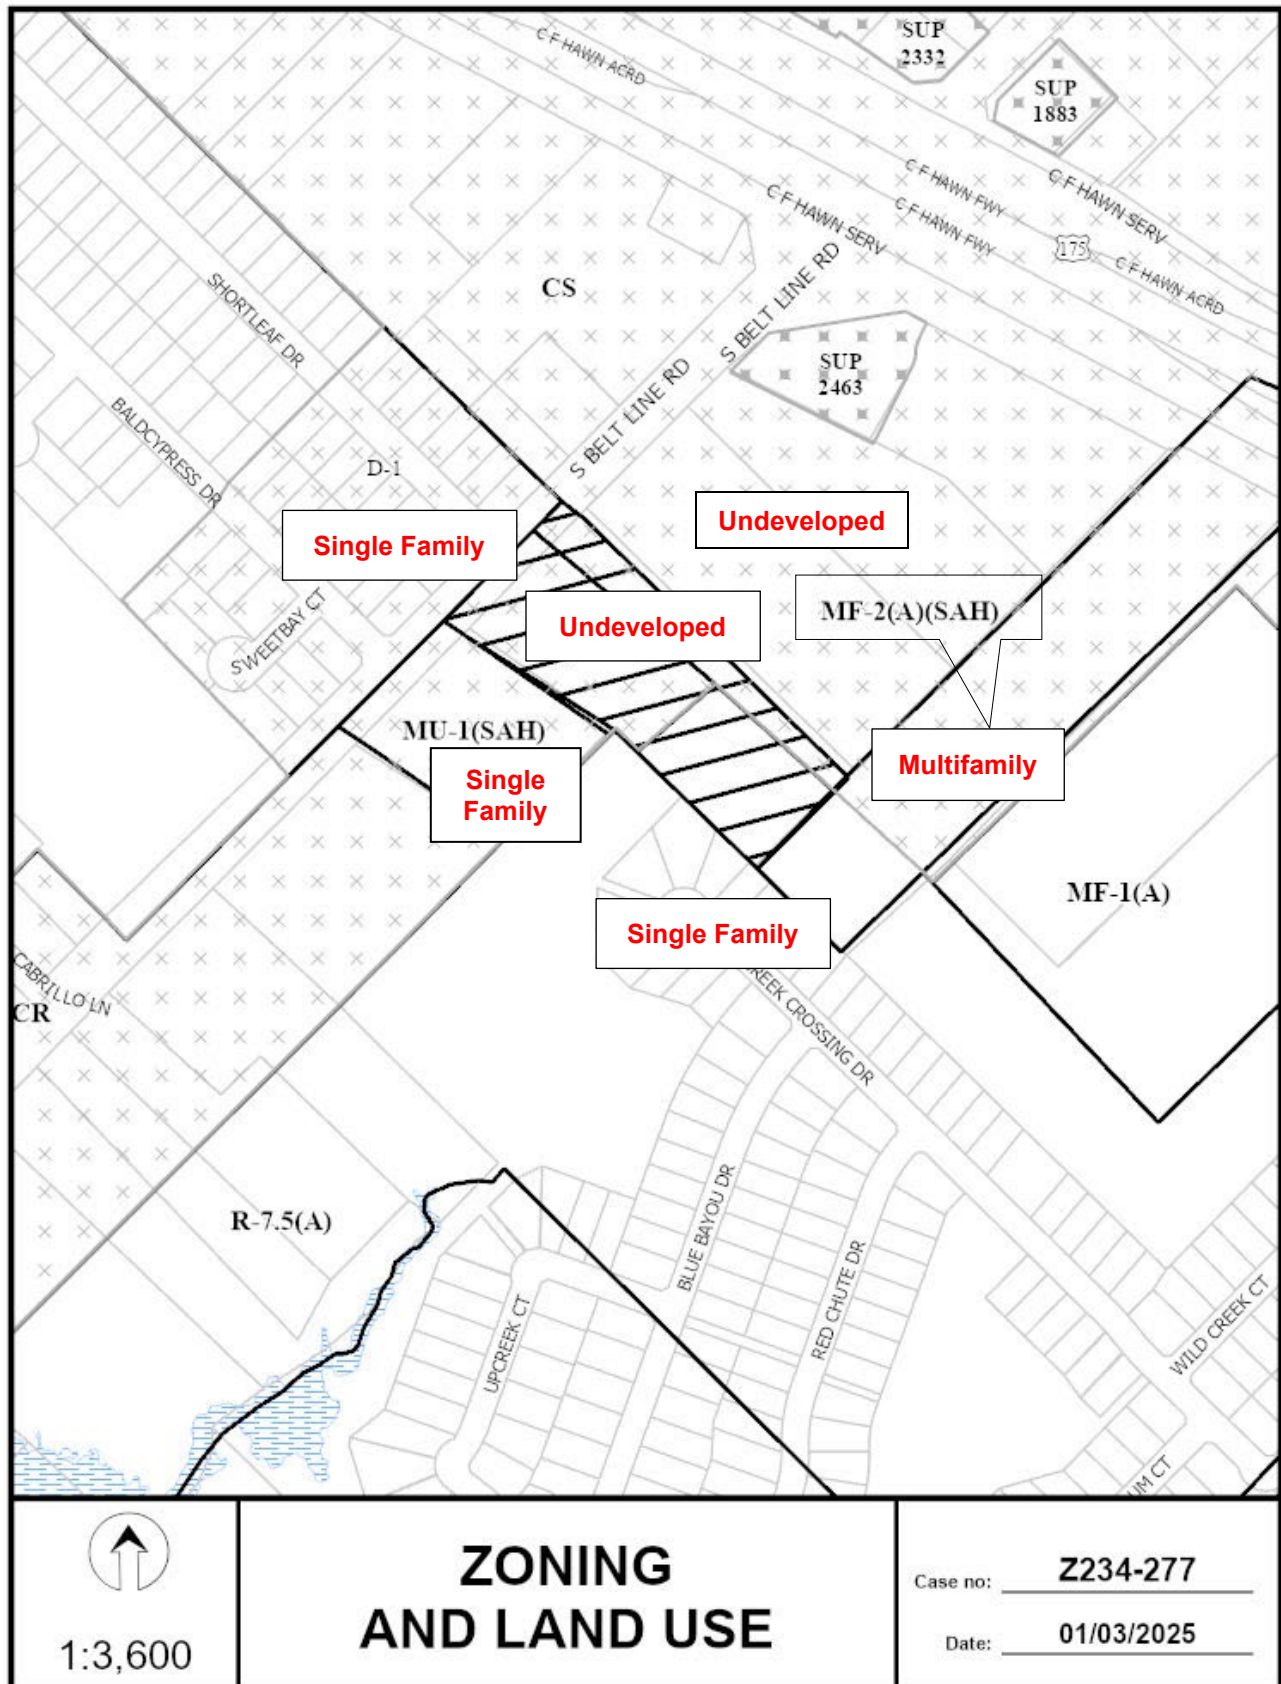 SUP
2332
C F HAWN ACRD
SUP
1883
C F HAWN FWY
C F HAWN SERV
C F HAWN SERV
C F HAWN FWY
175
C F HAWN ACRD
S BELT LINE RD
CS
SHORTLEAF DR
SUP
2463
S BELT LINE RD
BALDCYPRESS DR
D-1
Undeveloped
Single Family
MF-2(A)(SAH)
Undeveloped
SWEETBAY CT
MU-1(SAH)
Multifamily
Single
Family
MF-1(A)
Single Family
CABRILLO LN
CR
REEK CROSSING DR
R-7.5(A)
BLUE BAYOU DR
RED CHUTE DR
UPCREEK CT
WILD CREEK CT
UM CT
1:3,600
ZONING
AND LAND USE
Case no: Z234-277
Date: 01/03/2025